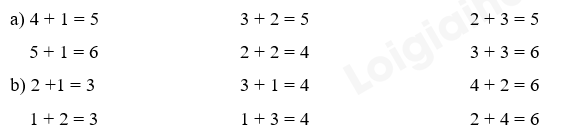 a) 4 + 1 = 5 3 + 2 = 5 2 + 3 = 5
5 + 1 = 6 2 + 2 = 4 3 + 3 = 6
b) 2 +1 = 3 3 + 1 = 4 4 + 2 = 6
1 + 2 = 3 1 + 3 = 4 2 + 4 = 6